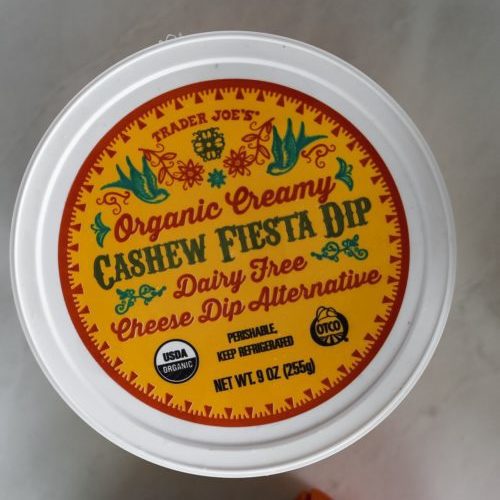 TRADER JOE'S®
Organic Creamy
CASHEW FIESTA DIP
Dairy Free
Cheese Dip Alternative
PERISHABLE,
KEEP REFRIGERATED
USDA
ORGANIC
OTCO
NET WT. 9 OZ (255g)